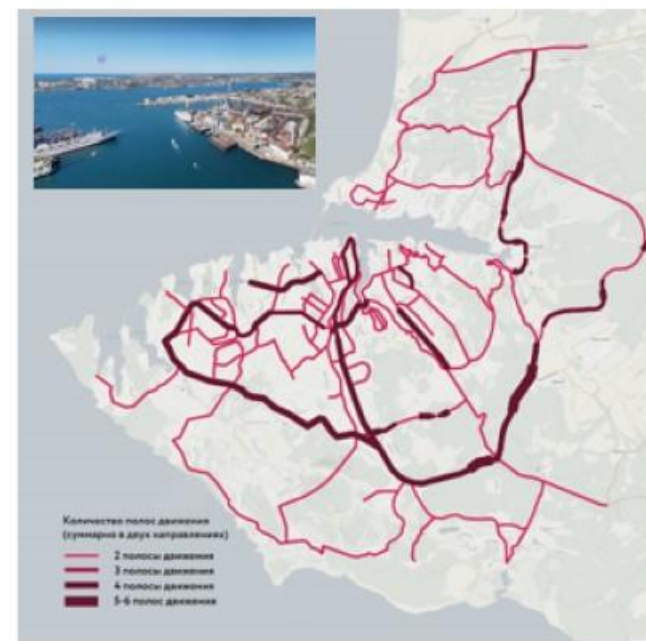 Количество полос движения
(суммарно в двух направлениях)
2 полосы движения
3 полосы движения
4 полосы движения
5-6 полос движения